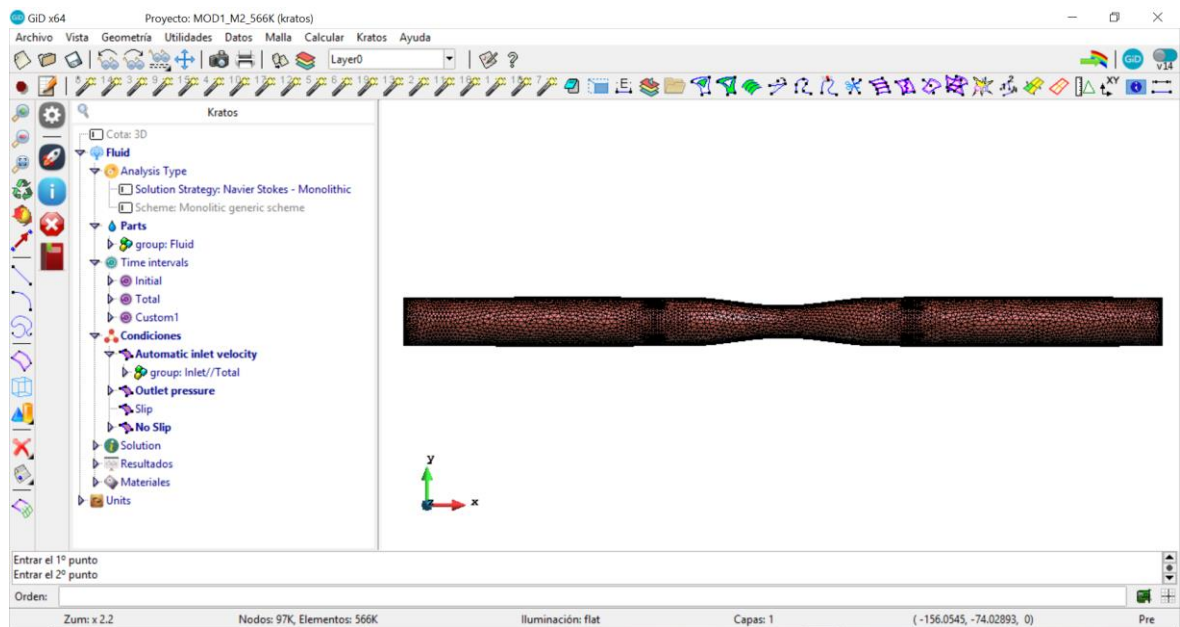 GiD x64 Proyecto: MOD1_M2_566K (kratos)
Archivo Vista Geometría Utilidades Datos Malla Calcular Kratos Ayuda
Layer0
GiD
v14
Kratos
Cota: 3D
Fluid
Analysis Type
Solution Strategy: Navier Stokes - Monolithic
Scheme: Monolitic generic scheme
Parts
group: Fluid
Time intervals
Initial
Total
Custom1
Condiciones
Automatic inlet velocity
group: Inlet//Total
Outlet pressure
Slip
No Slip
Solution
Resultados
Materiales
Units
y
x
Entrar el 1º punto
Entrar el 2º punto
Orden:
Zum: x 2.2 Nodos: 97K, Elementos: 566K Iluminación: flat Capas: 1 ( -156.0545, -74.02893, 0) Pre